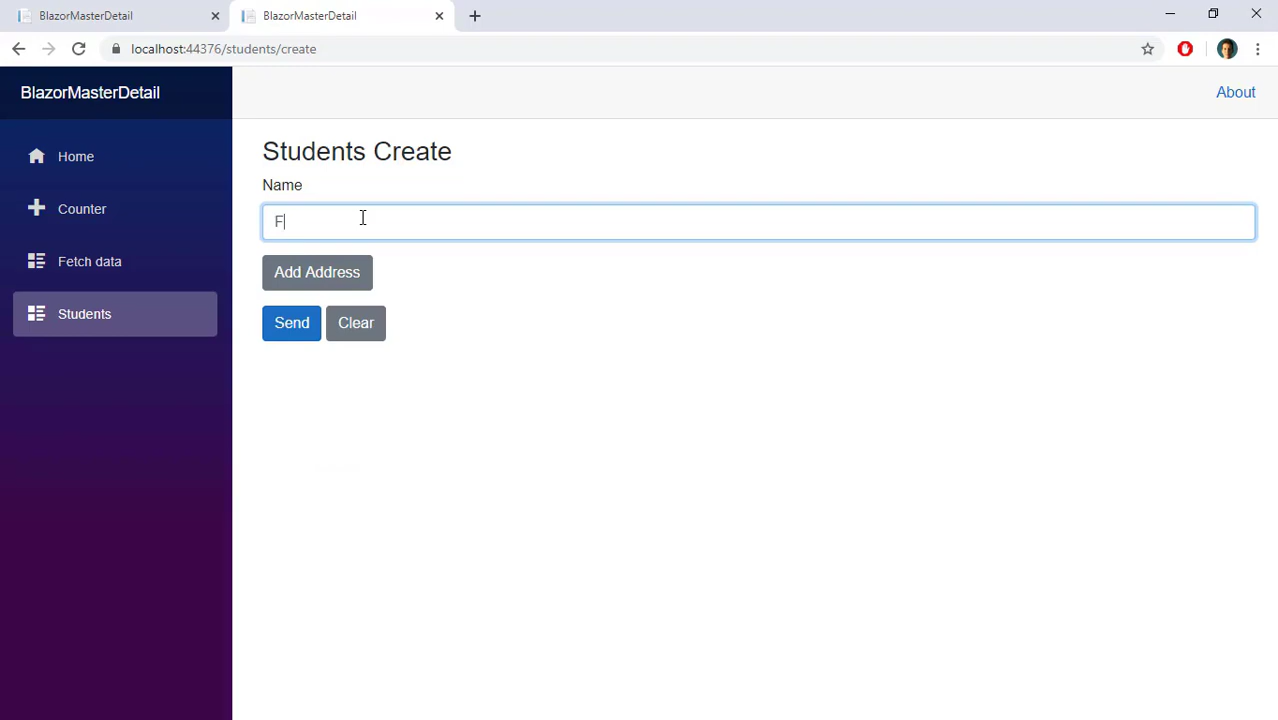 BlazorMasterDetail
BlazorMasterDetail
localhost:44376/students/create
BlazorMasterDetail
About
Home
Counter
Fetch data
Students
Students Create
Name
F
Add Address
Send
Clear